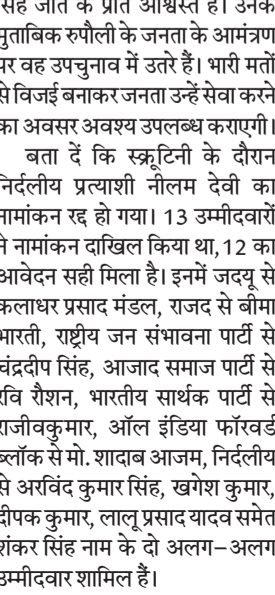 सिंह जीत के प्रति आश्वस्त हैं। उनके
मुताबिक रुपौली के जनता के आमंत्रण
पर वह उपचुनाव में उतरे हैं। भारी मतों
से विजई बनाकर जनता उन्हें सेवा करने
का अवसर अवश्य उपलब्ध कराएगी।
बता दें कि स्क्रूटिनी के दौरान
निर्दलीय प्रत्याशी नीलम देवी का
नामांकन रद्द हो गया। 13 उम्मीदवारों
ने नामांकन दाखिल किया था, 12 का
आवेदन सही मिला है। इनमें जदयू से
कलाधर प्रसाद मंडल, राजद से बीमा
भारती, राष्ट्रीय जन संभावना पार्टी से
चंद्रदीप सिंह, आजाद समाज पार्टी से
रवि रौशन, भारतीय सार्थक पार्टी से
राजीवकुमार, ऑल इंडिया फॉरवर्ड
ब्लॉक से मो. शादाब आजम, निर्दलीय
से अरविंद कुमार सिंह, खगेश कुमार,
दीपक कुमार, लालू प्रसाद यादव समेत
शंकर सिंह नाम के दो अलग-अलग
उम्मीदवार शामिल हैं।